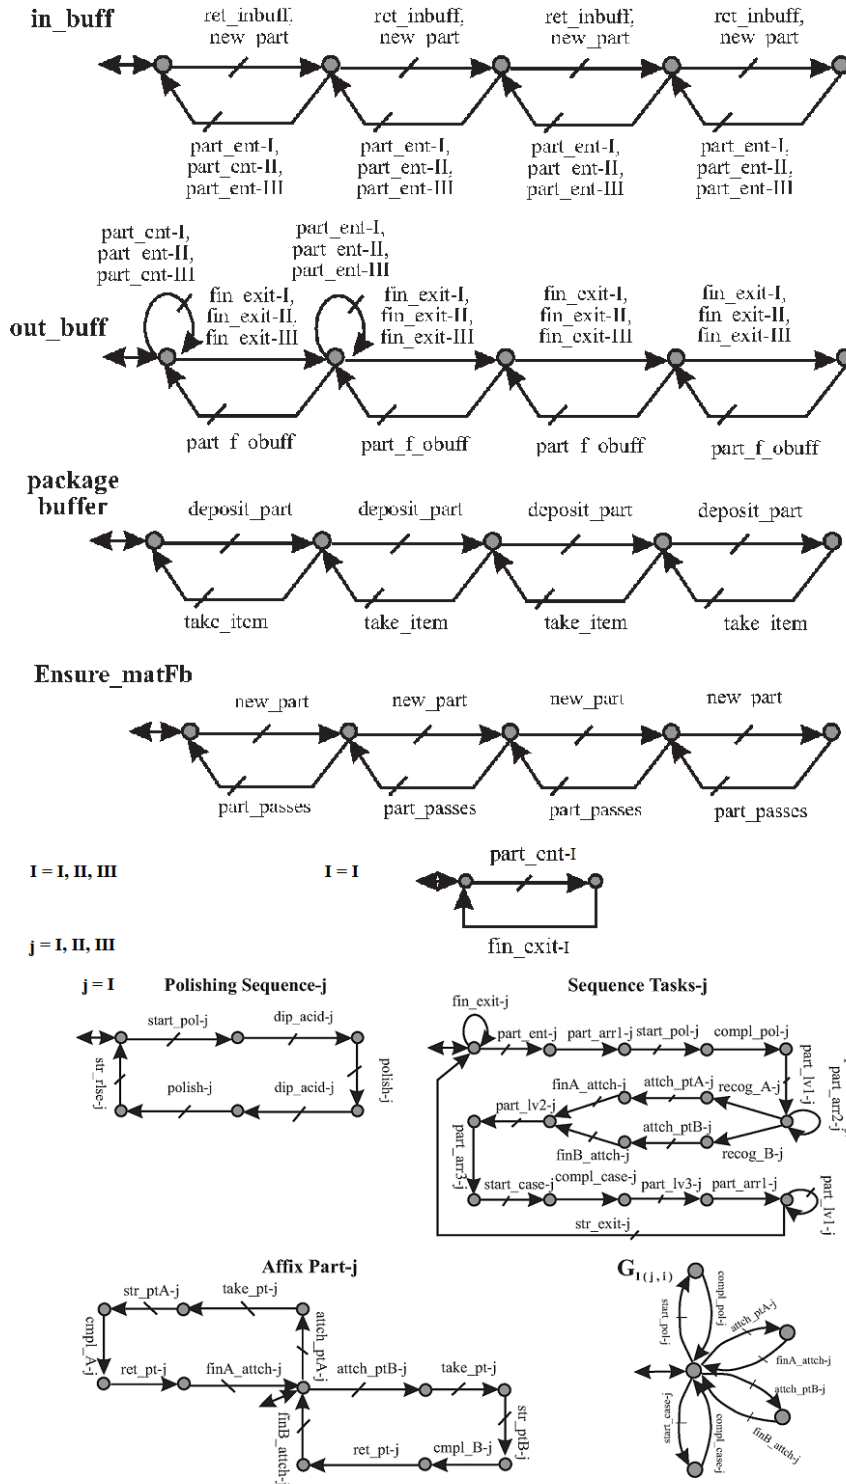 in_buff
ret_inbuff, ret_inbuff, ret_inbuff, ret_inbuff,
new_part new_part new_part new_part
part_ent-I, part_ent-I, part_ent-I, part_ent-I,
part_ent-II, part_ent-II, part_ent-II, part_ent-II,
part_ent-III part_ent-III part_ent-III part_ent-III
part_ent-I, part_ent-I,
part_ent-II, part_ent-II,
part_ent-III part_ent-III
out_buff
fin_exit-I, fin_exit-I, fin_exit-I, fin_exit-I,
fin_exit-II, fin_exit-II, fin_exit-II, fin_exit-II,
fin_exit-III fin_exit-III fin_exit-III fin_exit-III
part_f_obuff part_f_obuff part_f_obuff part_f_obuff
package
buffer
deposit_part deposit_part deposit_part deposit_part
take_item take_item take_item take_item
Ensure_matFb
new_part new_part new_part new_part
part_passes part_passes part_passes part_passes
I = I, II, III I = I
part_ent-I
fin_exit-I
j = I, II, III
j = I
Polishing Sequence-j
start_pol-j dip_acid-j
polish-j
polish-j dip_acid-j
str_rlse-j
Sequence Tasks-j
fin_exit-j
part_ent-j part_arr1-j start_pol-j compl_pol-j
part_lv1-j
part_arr2-j
part_lv2-j finA_attch-j attch_ptA-j recog_A-j
finB_attch-j attch_ptB-j recog_B-j
part_arr3-j
start_case-j compl_case-j part_lv3-j part_arr1-j
part_lv1-j
str_exit-j
Affix Part-j
str_ptA-j take_pt-j
cmpl_A-j
attch_ptA-j
ret_pt-j finA_attch-j attch_ptB-j take_pt-j
finB_attch-j
str_ptB-j
ret_pt-j cmpl_B-j
G1(j,i)
start_pol-j
compl_pol-j
attch_ptA-j
finA_attch-j
attch_ptB-j
finB_attch-j
start_case-j
compl_case-j